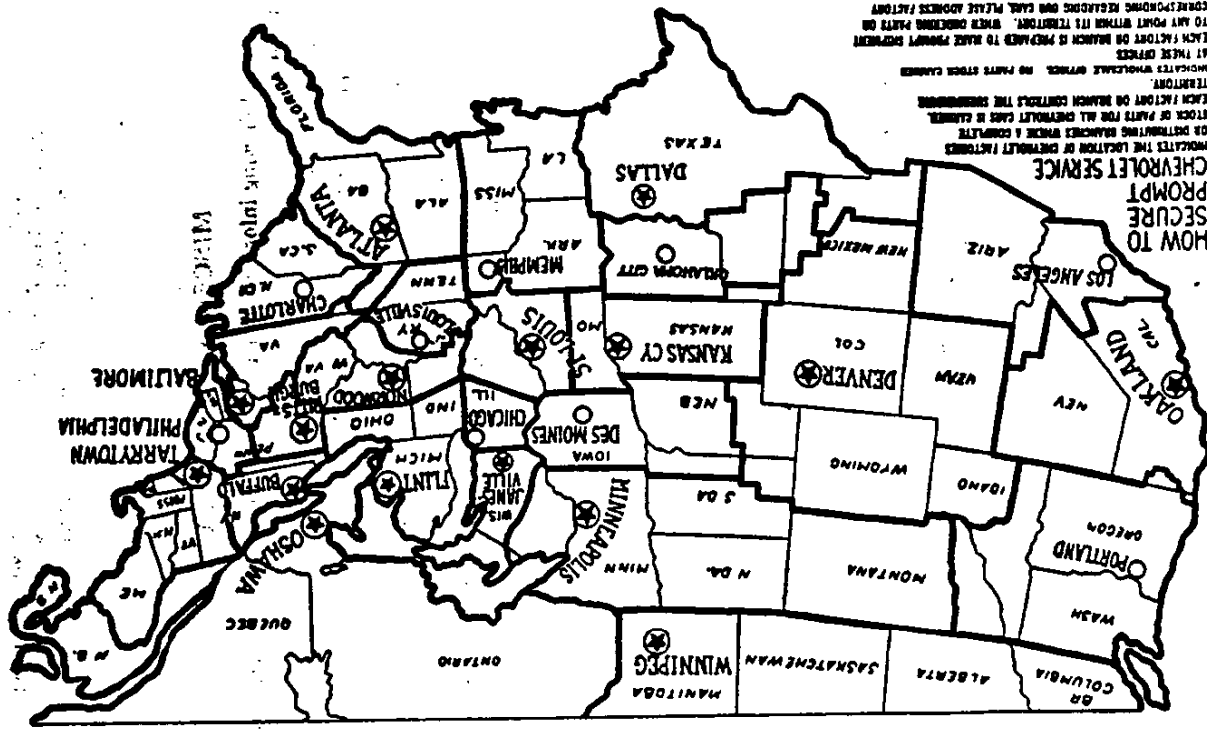 BR
COLUMBIA
ALBERTA
SASKATCHEWAN
MANITOBA
WINNIPEG
ONTARIO
QUEBEC
N.B.
WASH
PORTLAND
OREGON
IDAHO
MONTANA
N DA.
S DA
MINN
MINNEAPOLIS
WIS.
JANES
VILLE
MICH
FLINT
OSHAWA
BUFFALO
ME
VT
N.H.
MASS
TARRYTOWN
PHILADELPHIA
BALTIMORE
WYOMING
NEB
IOWA
DES MOINES
ILL
CHICAGO
IND
OHIO
PENN
PITTS
BURGH
NORWOOD
W VA
VA
OAKLAND
CAL.
NEV
UTAH
DENVER
COL
KANSAS CY
KANSAS
MO
ST LOUIS
LOUISVILLE
KY
CHARLOTTE
N. CA
S. CA
TENN
LOS ANGELES
ARIZ.
NEW MEXICO
OKLAHOMA CITY
ARK.
MEMPHIS
MISS
ALA
ATLANTA
GA
DALLAS
TEXAS
LA
FLORIDA
HOW TO
SECURE
PROMPT
CHEVROLET SERVICE
INDICATES THE LOCATION OF CHEVROLET FACTORIES
OR DISTRIBUTING BRANCHES WHERE A COMPLETE
STOCK OF PARTS FOR ALL CHEVROLET CARS IS CARRIED.
EACH FACTORY OR BRANCH CONTROLS THE SURROUNDING
TERRITORY.
INDICATES WHOLESALE OFFICE. NO PARTS STOCK CARRIED
AT THESE OFFICES
EACH FACTORY OR BRANCH IS PREPARED TO MAKE PROMPT SHIPMENT
TO ANY POINT WITHIN ITS TERRITORY. WHEN ORDERING PARTS OR
CORRESPONDING REGARDING OUR CARS, PLEASE ADDRESS FACTORY